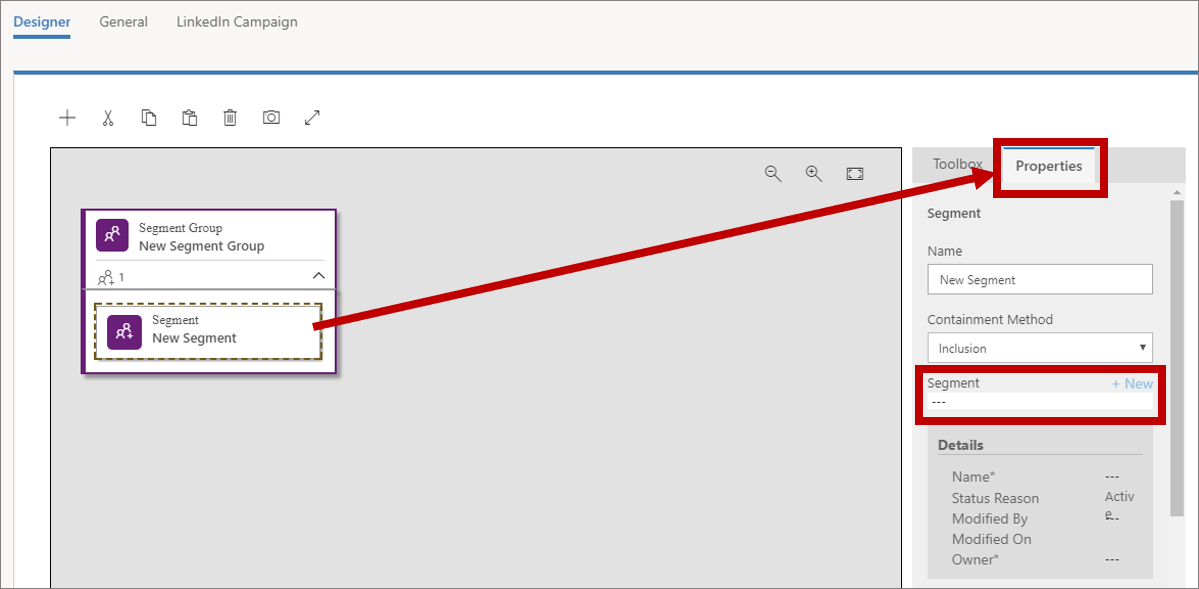 Designer General LinkedIn Campaign
Toolbox Properties
Segment Group
New Segment Group
1
Segment
New Segment
Segment
Name
New Segment
Containment Method
Inclusion
Segment + New
---
Details
Name* ---
Status Reason Active
Modified By ---
Modified On
Owner* ---